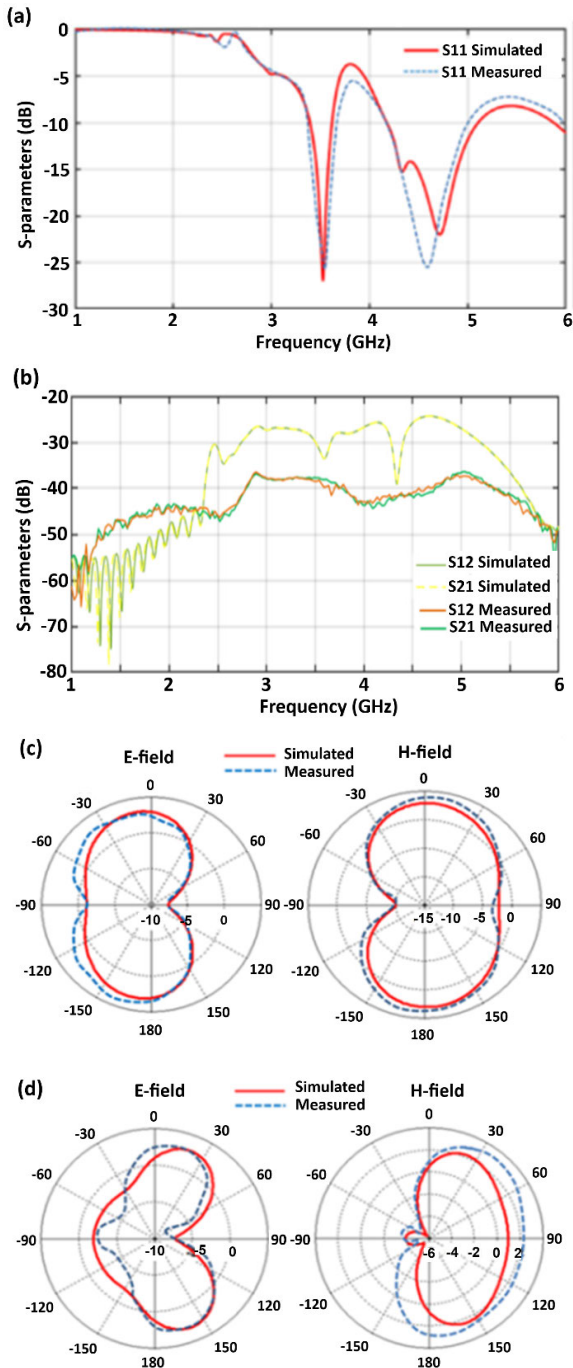 (a)
0
-5
-10
-15
-20
-25
-30
S-parameters (dB)
S11 Simulated
S11 Measured
1 2 3 4 5 6
Frequency (GHz)
(b)
-20
-30
-40
-50
-60
-70
-80
S-parameters (dB)
S12 Simulated
S21 Simulated
S12 Measured
S21 Measured
1 2 3 4 5 6
Frequency (GHz)
(c)
E-field
Simulated
Measured
H-field
0
-30 30
-60 60
-90 90
-10 -5 0
-120 120
-150 150
180
0
-30 30
-60 60
-90 90
-15 -10 -5 0
-120 120
-150 150
180
(d)
E-field
Simulated
Measured
H-field
0
-30 30
-60 60
-90 90
-10 -5 0
-120 120
-150 150
180
0
-30 30
-60 60
-90 90
-6 -4 -2 0 2
-120 120
-150 150
180